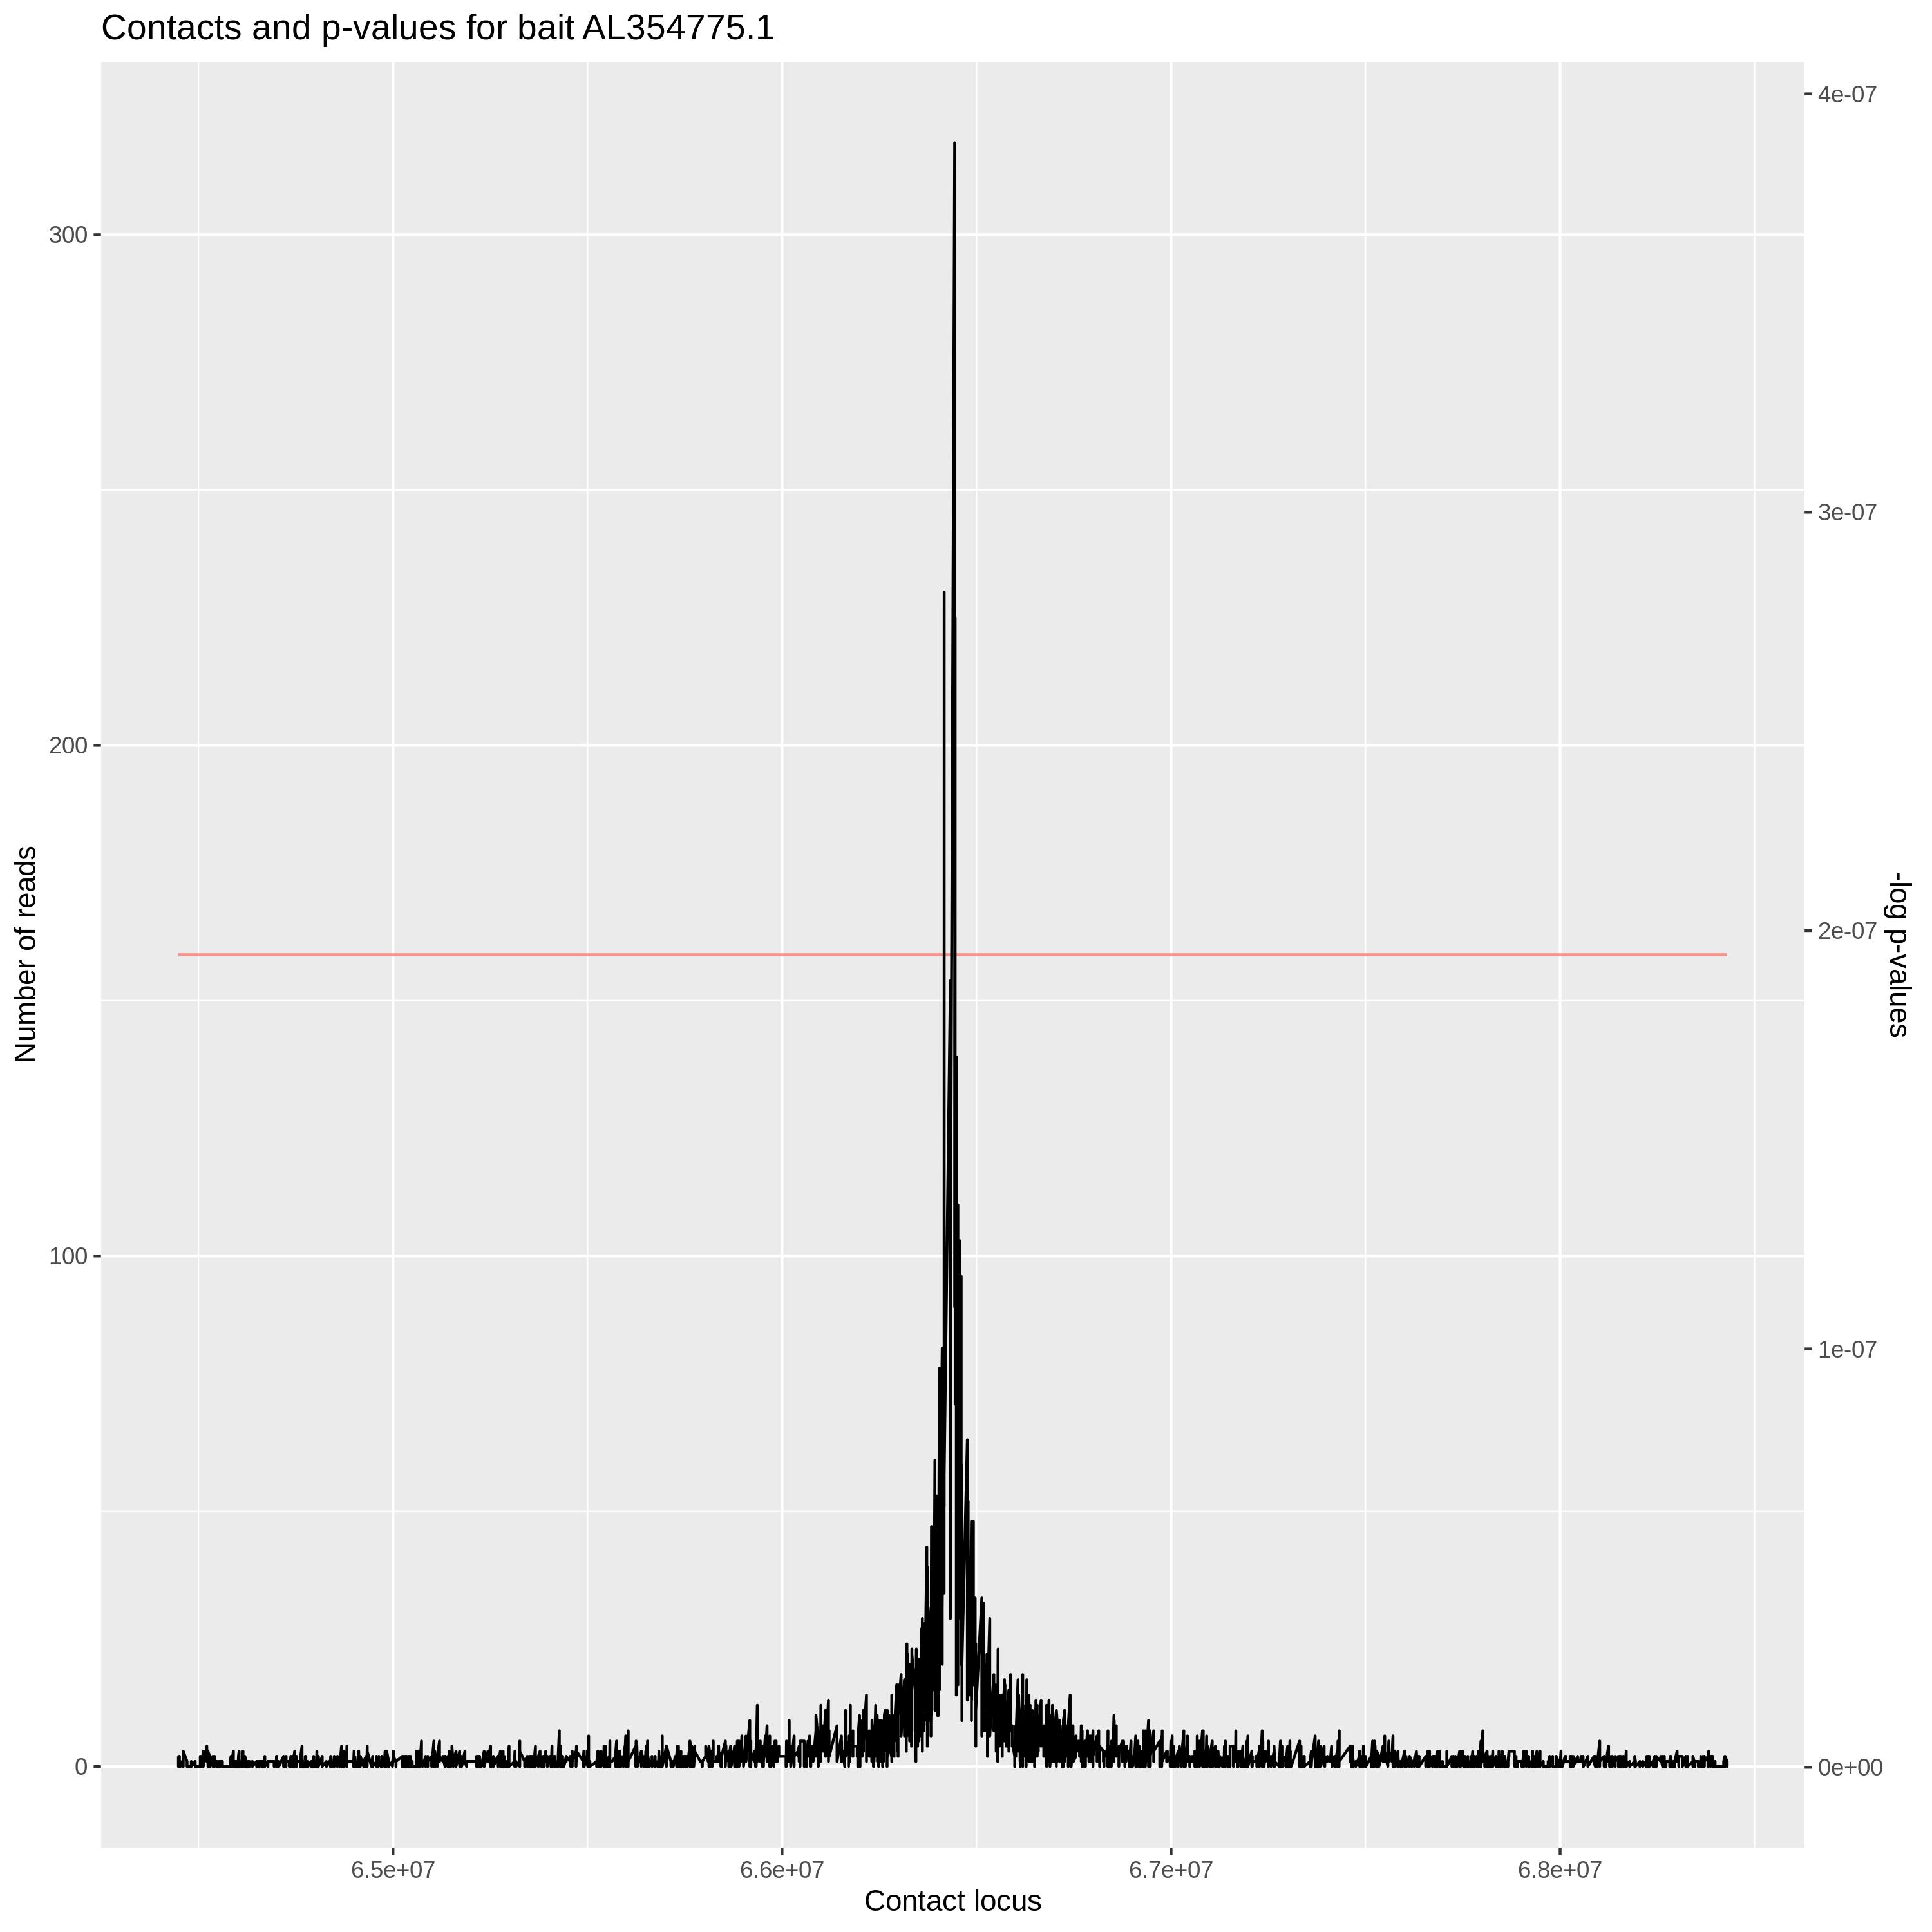 Contacts and p-values for bait AL354775.1
4e-07
300
3e-07
200
Number of reads
-log p-values
2e-07
100
1e-07
0
0e+00
6.5e+07
6.6e+07
6.7e+07
6.8e+07
Contact locus